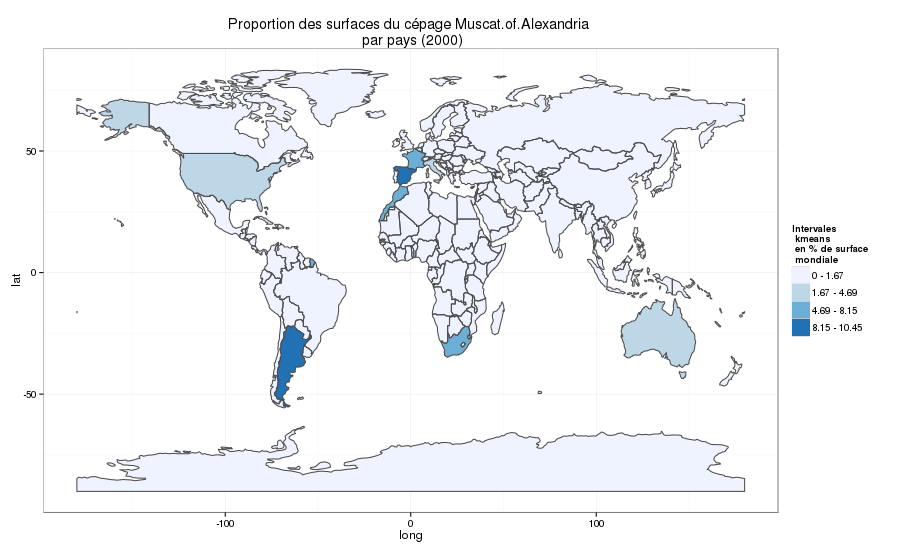 Proportion des surfaces du cépage Muscat.of.Alexandria
par pays (2000)
50
0
-50
lat
-100
0
100
long
Intervales
kmeans
en % de surface
mondiale
0 - 1.67
1.67 - 4.69
4.69 - 8.15
8.15 - 10.45